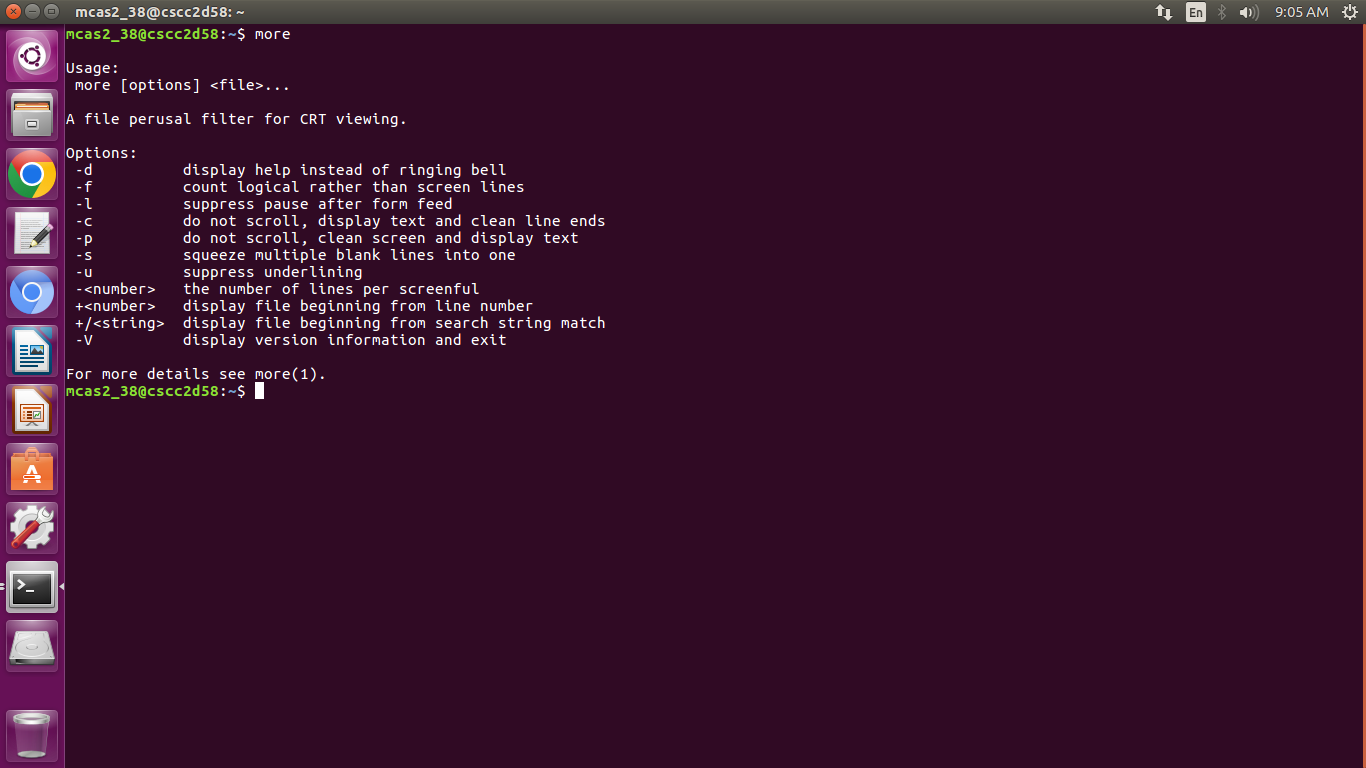 mcas2_38@cscc2d58: ~
En
9:05 AM
mcas2_38@cscc2d58:~$ more
Usage:
more [options] <file>...
A file perusal filter for CRT viewing.
Options:
-d display help instead of ringing bell
-f count logical rather than screen lines
-l suppress pause after form feed
-c do not scroll, display text and clean line ends
-p do not scroll, clean screen and display text
-s squeeze multiple blank lines into one
-u suppress underlining
-<number> the number of lines per screenful
+<number> display file beginning from line number
+/<string> display file beginning from search string match
-V display version information and exit
For more details see more(1).
mcas2_38@cscc2d58:~$